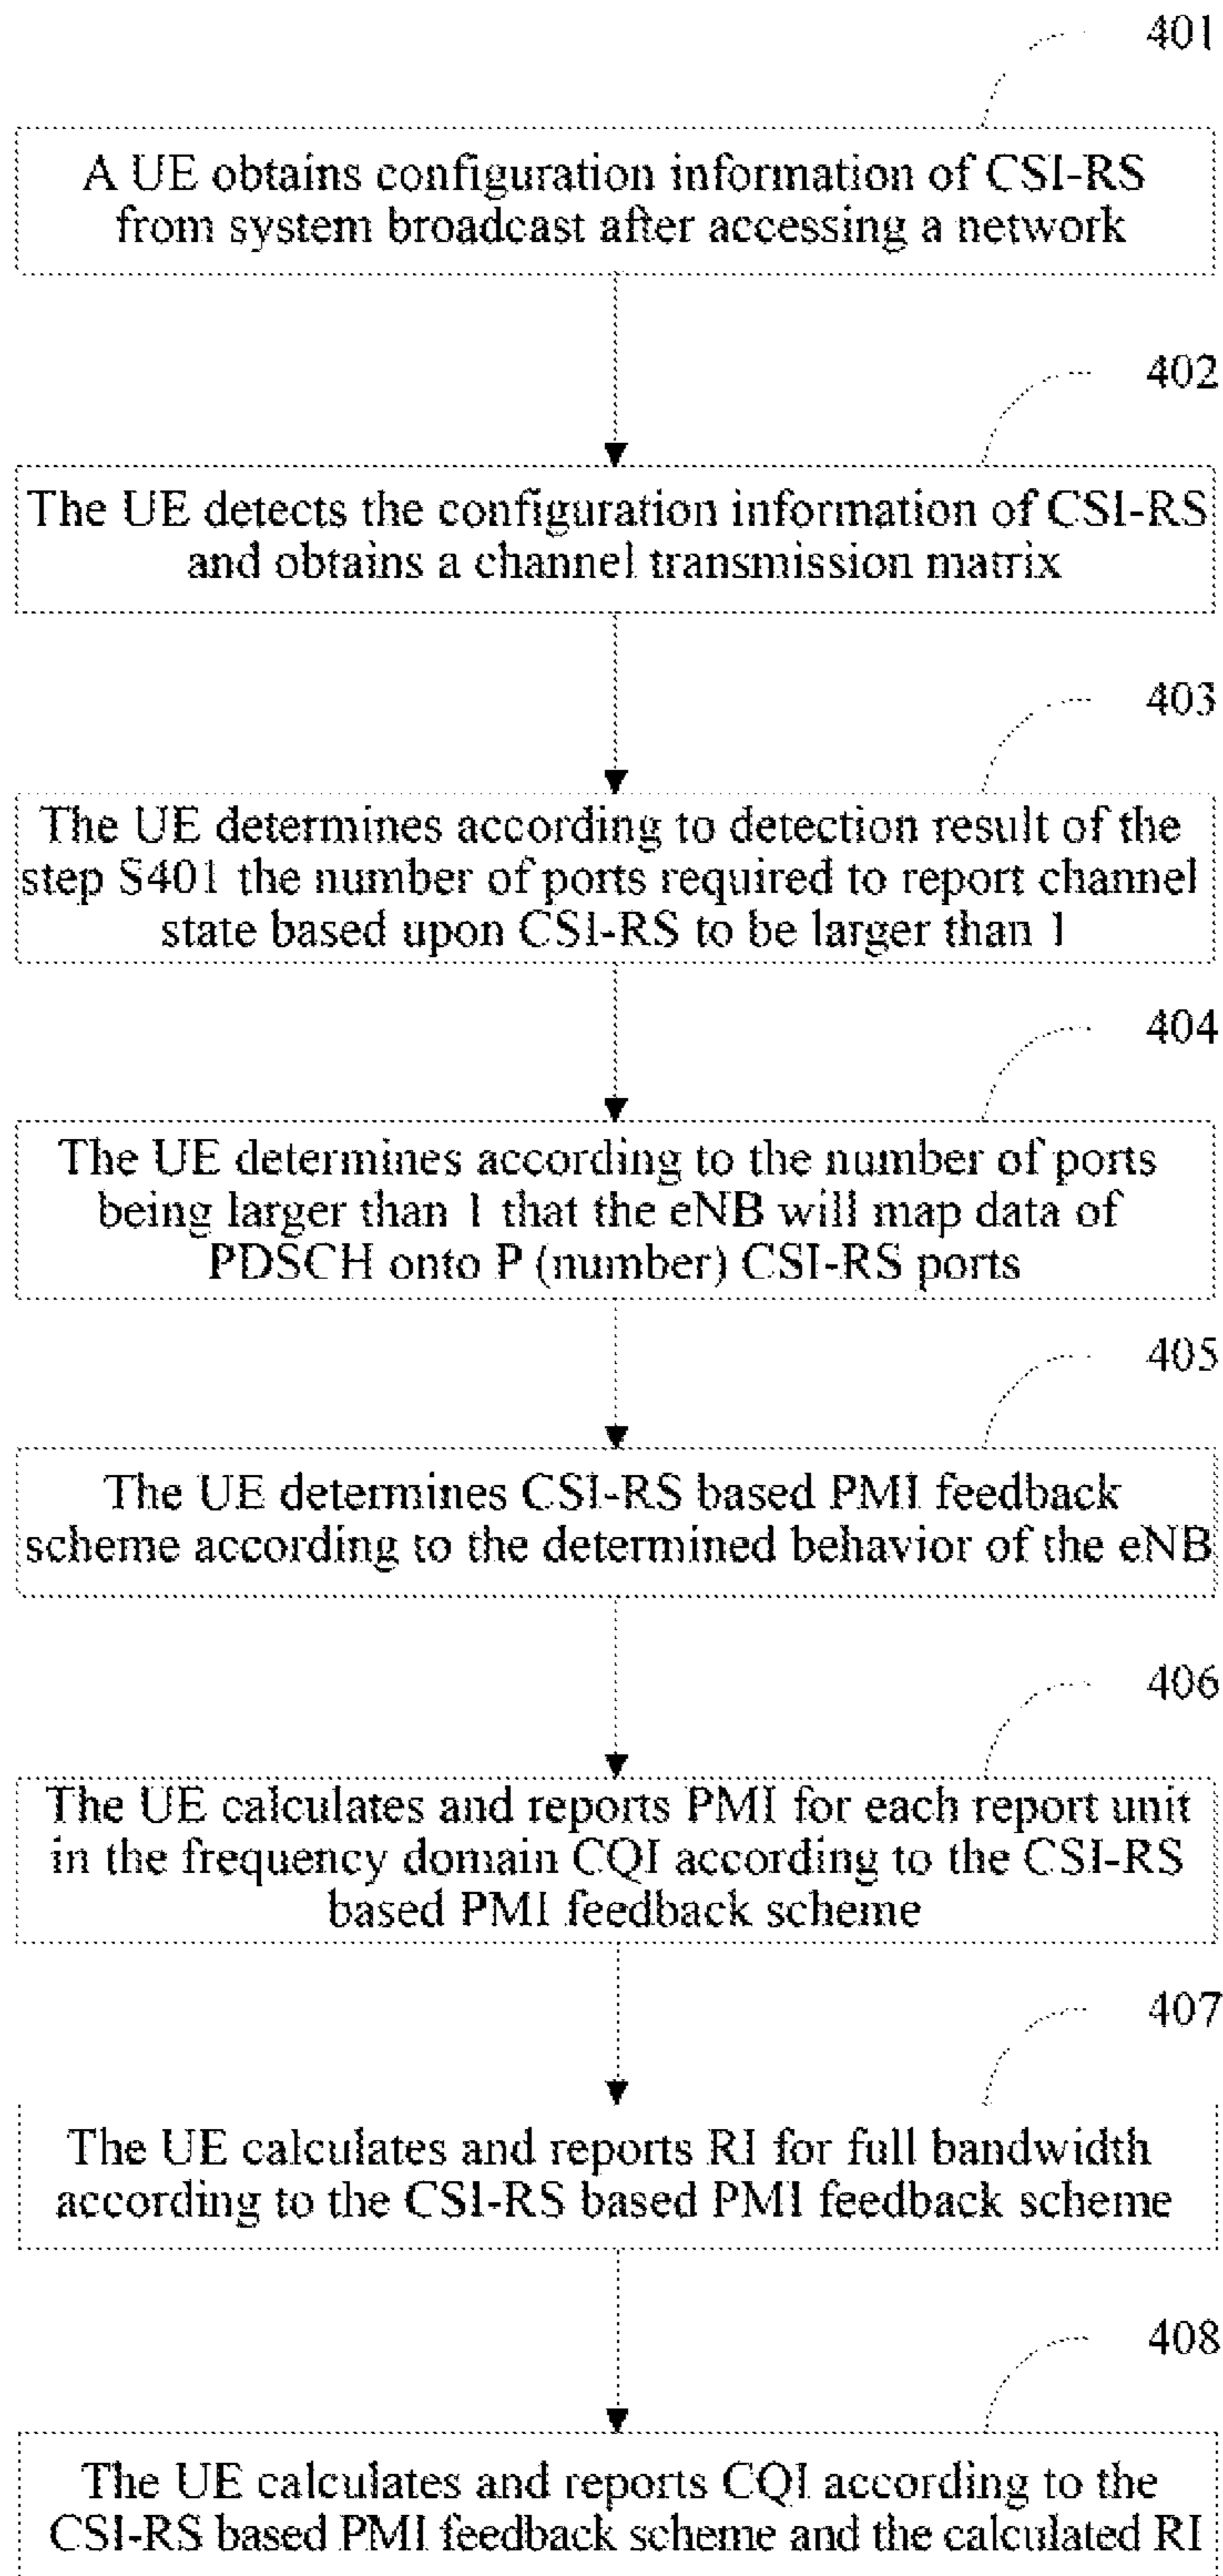 401
A UE obtains configuration information of CSI-RS
from system broadcast after accessing a network
402
The UE detects the configuration information of CSI-RS
and obtains a channel transmission matrix
403
The UE determines according to detection result of the
step S401 the number of ports required to report channel
state based upon CSI-RS to be larger than 1
404
The UE determines according to the number of ports
being larger than 1 that the eNB will map data of
PDSCH onto P (number) CSI-RS ports
405
The UE determines CSI-RS based PMI feedback
scheme according to the determined behavior of the eNB
406
The UE calculates and reports PMI for each report unit
in the frequency domain CQI according to the CSI-RS
based PMI feedback scheme
407
The UE calculates and reports RI for full bandwidth
according to the CSI-RS based PMI feedback scheme
408
The UE calculates and reports CQI according to the
CSI-RS based PMI feedback scheme and the calculated RI